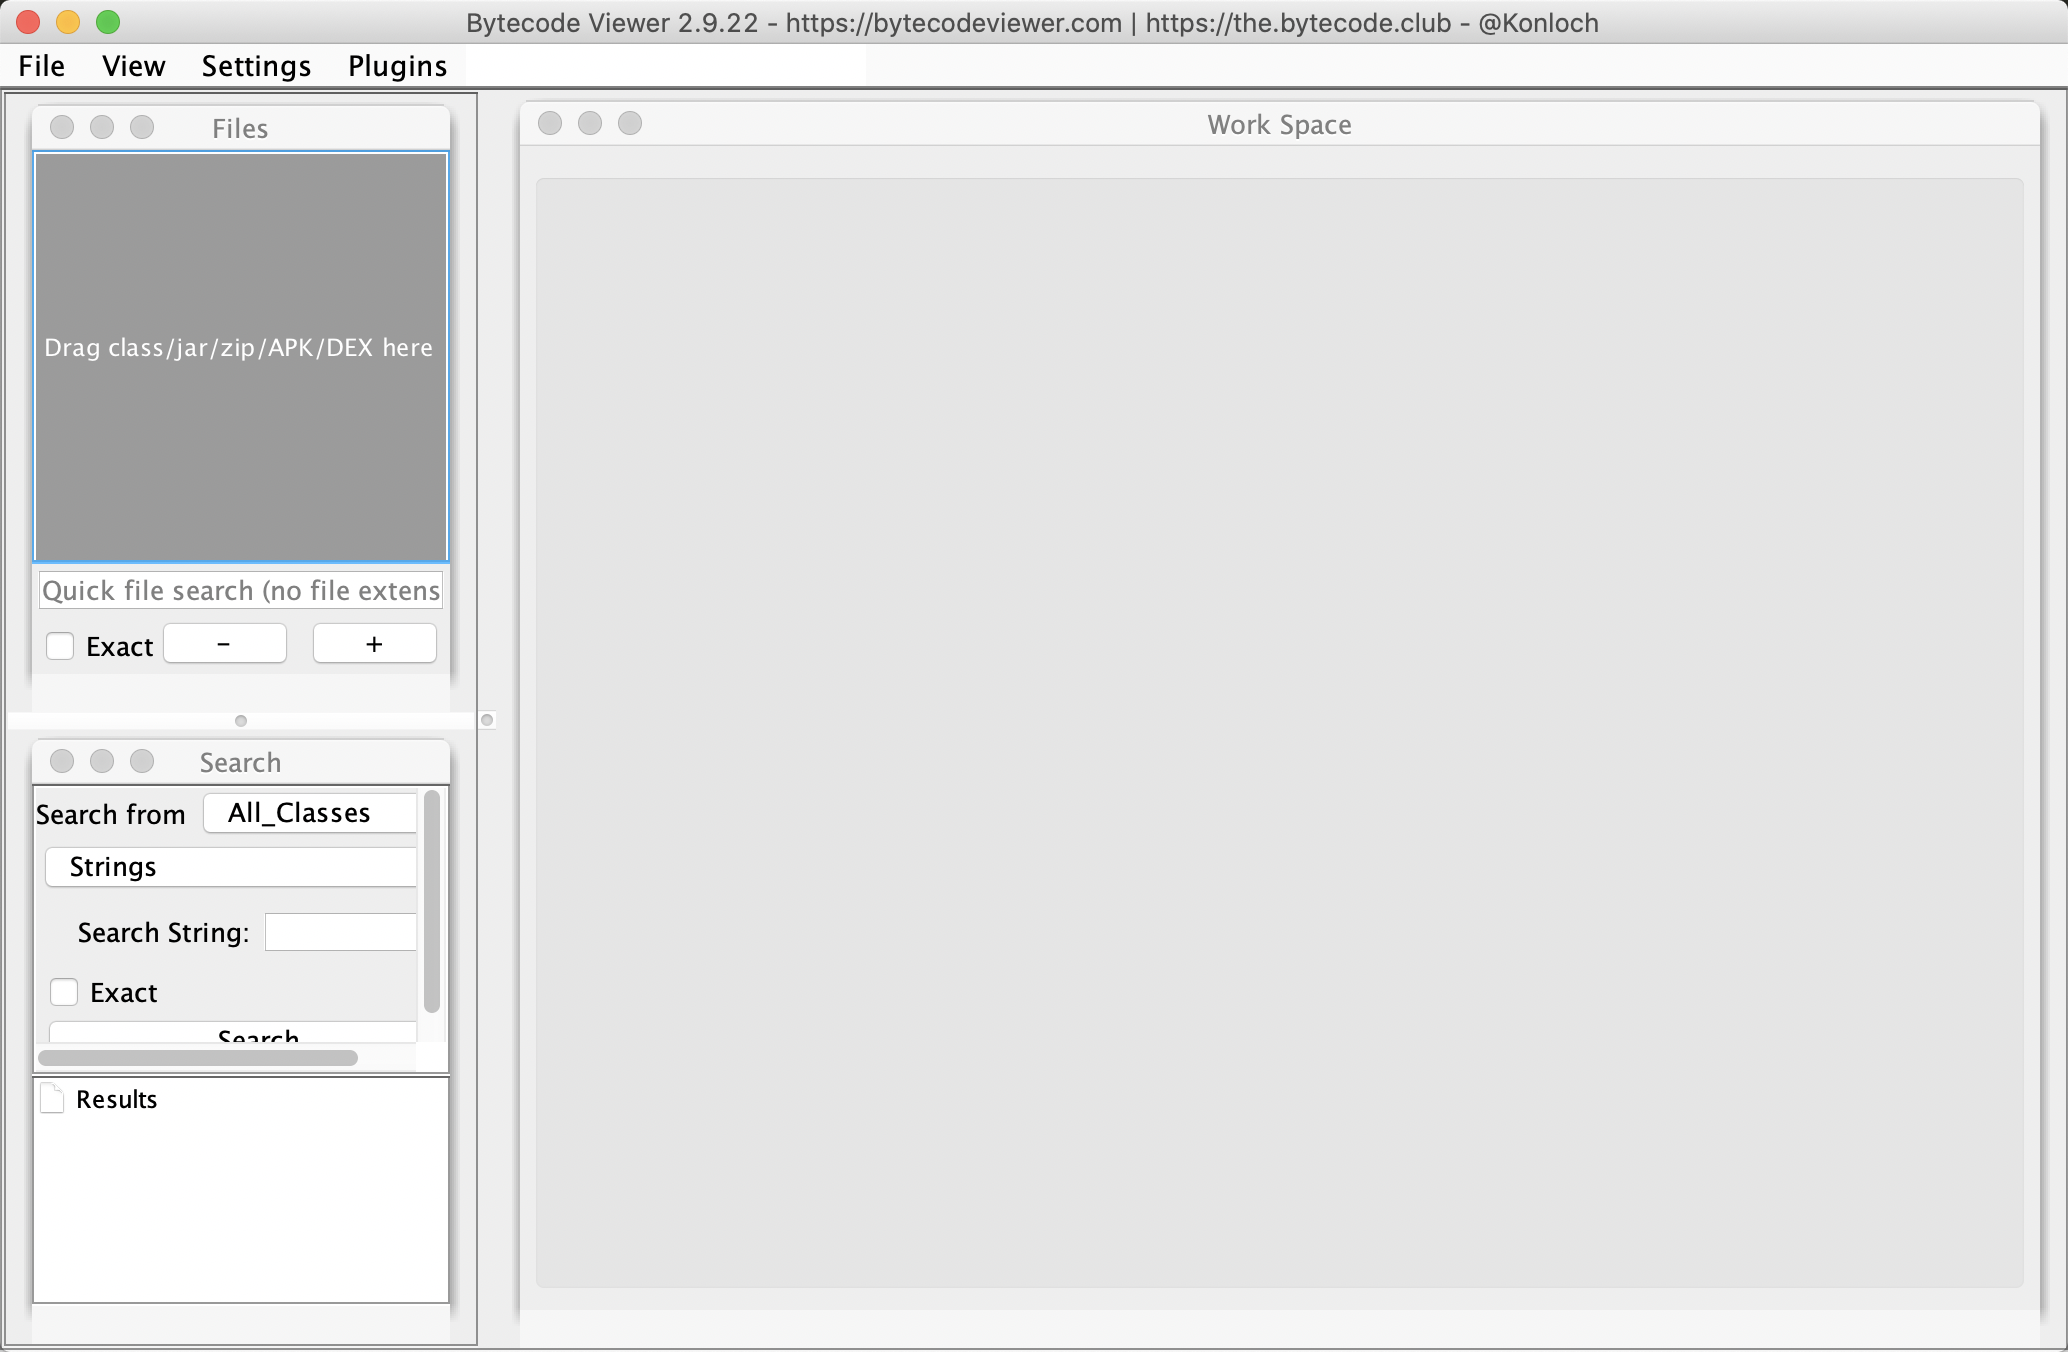 Bytecode Viewer 2.9.22 - https://bytecodeviewer.com | https://the.bytecode.club - @Konloch
File View Settings Plugins
Files
Drag class/jar/zip/APK/DEX here
Quick file search (no file extens
Exact - +
Search
Search from All_Classes
Strings
Search String:
Exact
Search
Results
Work Space